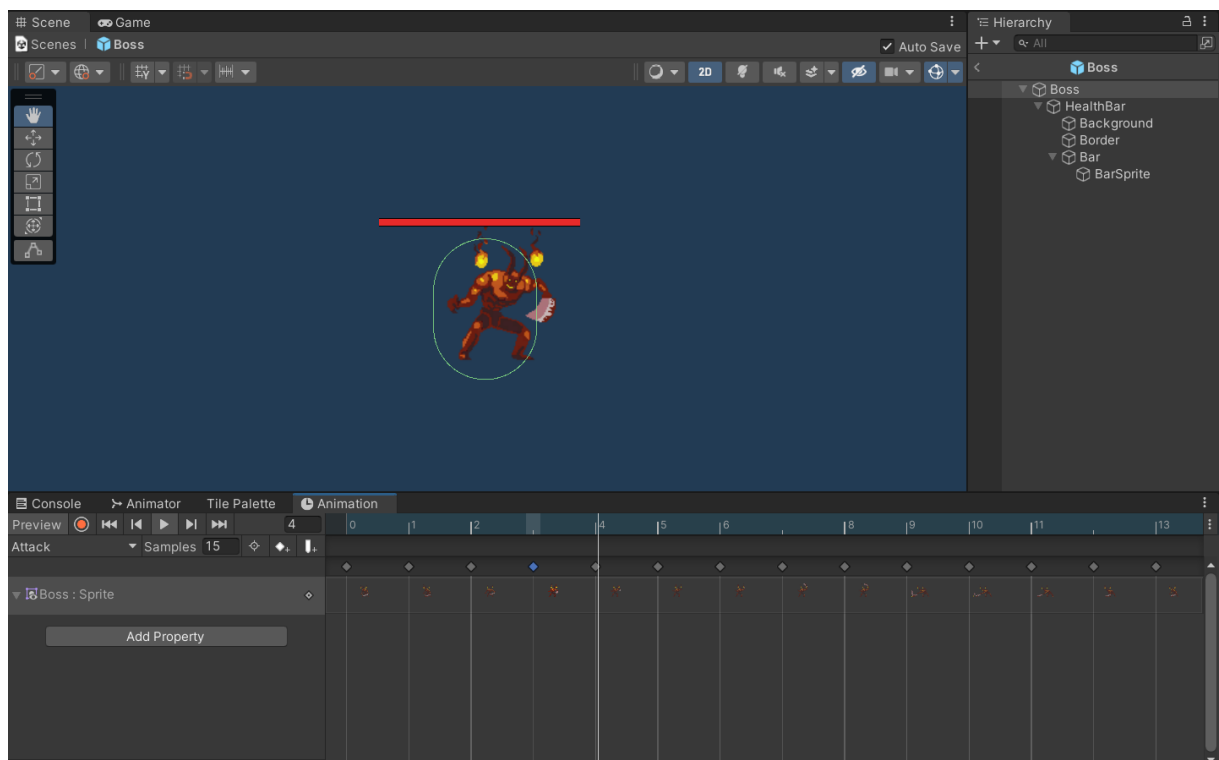 Scene Game
Scenes | Boss Auto Save
2D
Hierarchy
All
Boss
Boss
HealthBar
Background
Border
Bar
BarSprite
Console Animator Tile Palette Animation
Preview 4 0 1 2 4 5 6 8 9 10 11 13
Attack Samples 15
Boss : Sprite
Add Property